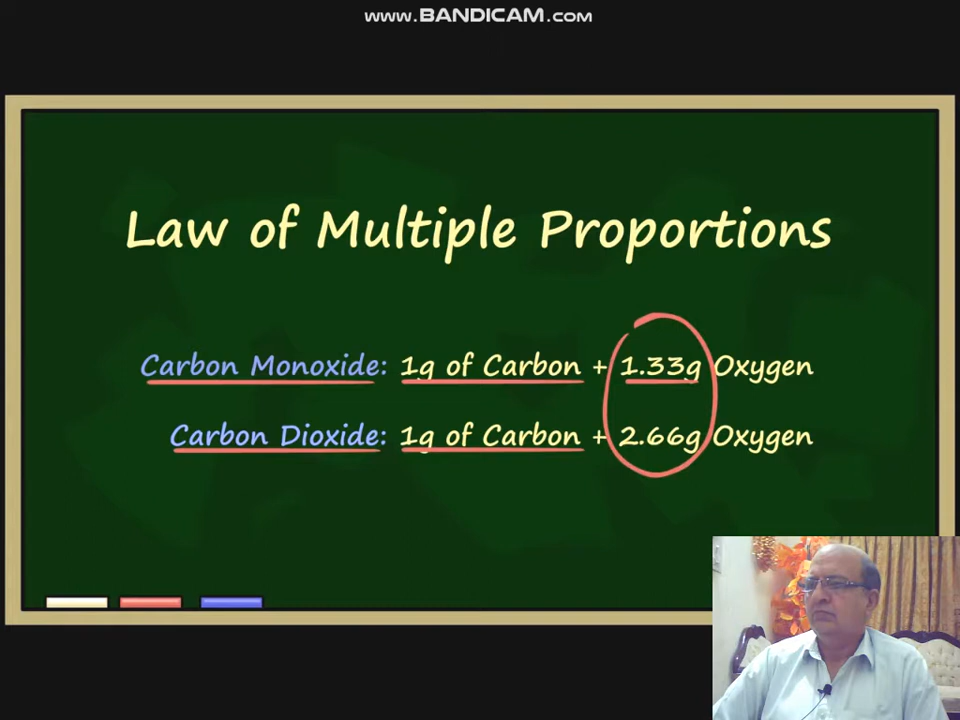 www.BANDICAM.com
Law of Multiple Proportions
Carbon Monoxide: 1g of Carbon + 1.33g Oxygen
Carbon Dioxide: 1g of Carbon + 2.66g Oxygen